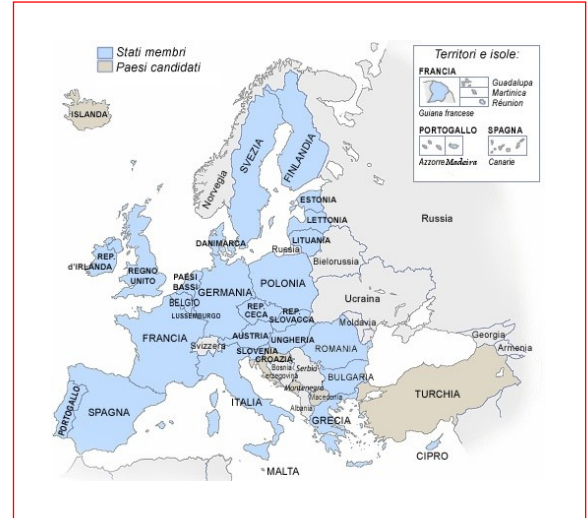 Stati membri
Paesi candidati
Territori e isole:
FRANCIA
Guadalupa
Martinica
Réunion
Guiana francese
PORTOGALLO SPAGNA
Azzorre Madeira Canarie
ISLANDA
SVEZIA
FINLANDIA
Norvegia
ESTONIA
Russia
LETTONIA
DANIMARCA
LITUANIA
Russia
REP.
d'IRLANDA
REGNO
UNITO
PAESI
BASSI
Bielorussia
BELGIO
GERMANIA
POLONIA
LUSSEMBURGO
REP.
CECA
REP.
SLOVACCA
Ucraina
FRANCIA
Svizzera
AUSTRIA
UNGHERIA
Moldavia
SLOVENIA
CROAZIA
ROMANIA
Georgia
Armenia
Bosnia
Erzegovina
Serbia
Montenegro
BULGARIA
Macedonia
Albania
PORTOGALLO
SPAGNA
ITALIA
GRECIA
TURCHIA
MALTA
CIPRO